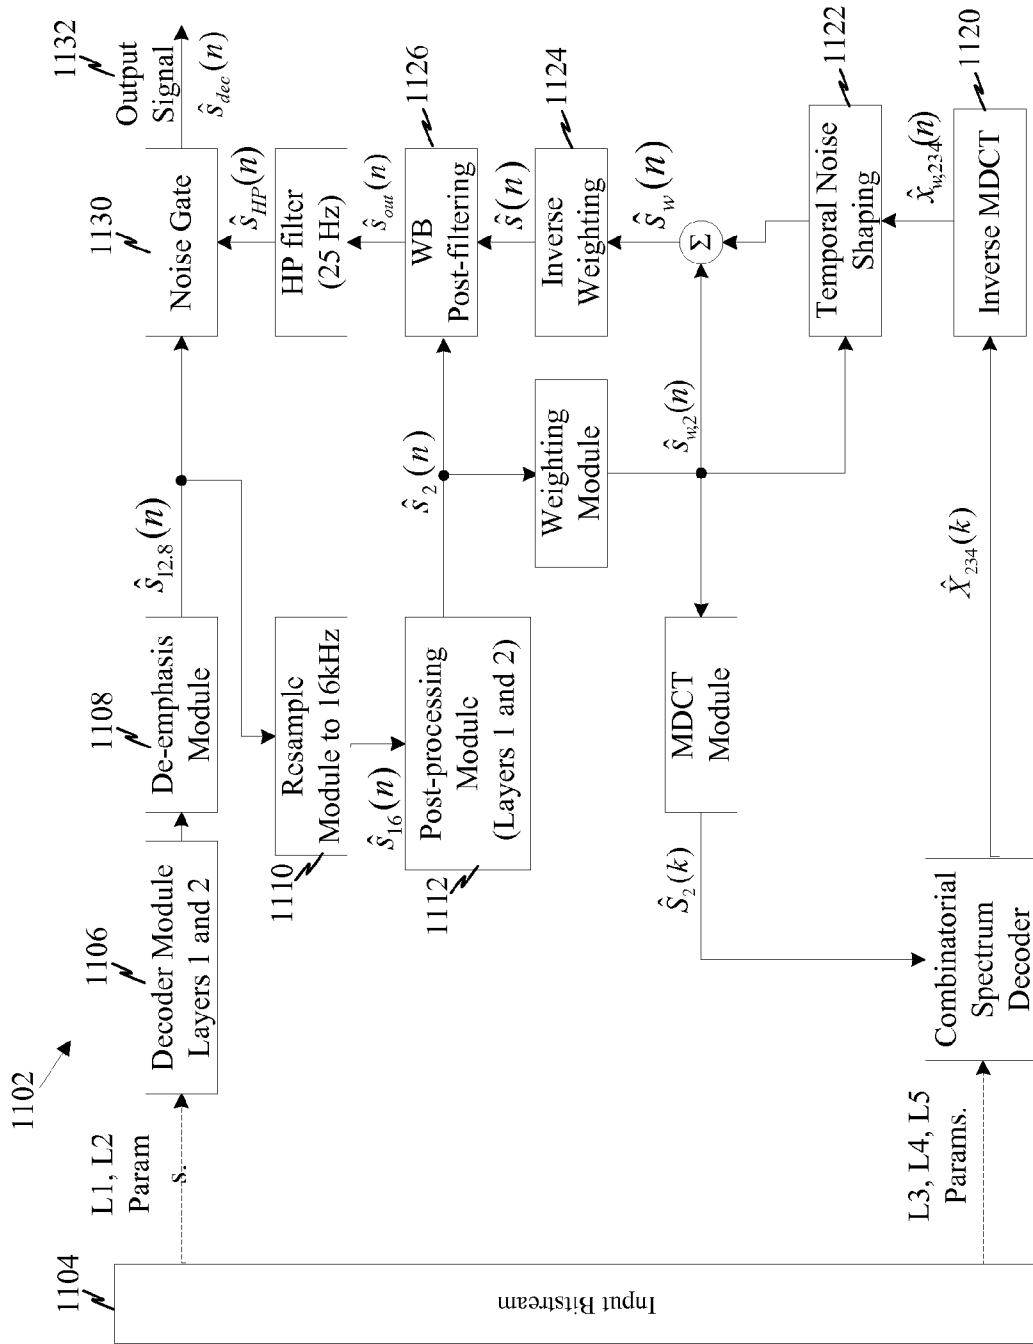 1102
1104
Input Bitstream
L1, L2
Param
s.
1106
Decoder Module
Layers 1 and 2
1108
De-emphasis
Module
ŝ12.8(n)
1130
Noise Gate
1132
Output
Signal
ŝdec(n)
1110
Resample
Module to 16kHz
HP filter
(25 Hz)
ŝHP(n)
ŝ16(n)
ŝout(n)
1112
Post-processing
Module
(Layers 1 and 2)
ŝ2(n)
WB
Post-filtering
1126
ŝ(n)
Weighting
Module
Inverse
Weighting
1124
ŝw(n)
Ŝ2(k)
MDCT
Module
ŝw,2(n)
Σ
Temporal Noise
Shaping
1122
x̂w,234(n)
L3, L4, L5
Params.
Combinatorial
Spectrum
Decoder
X̂234(k)
Inverse MDCT
1120